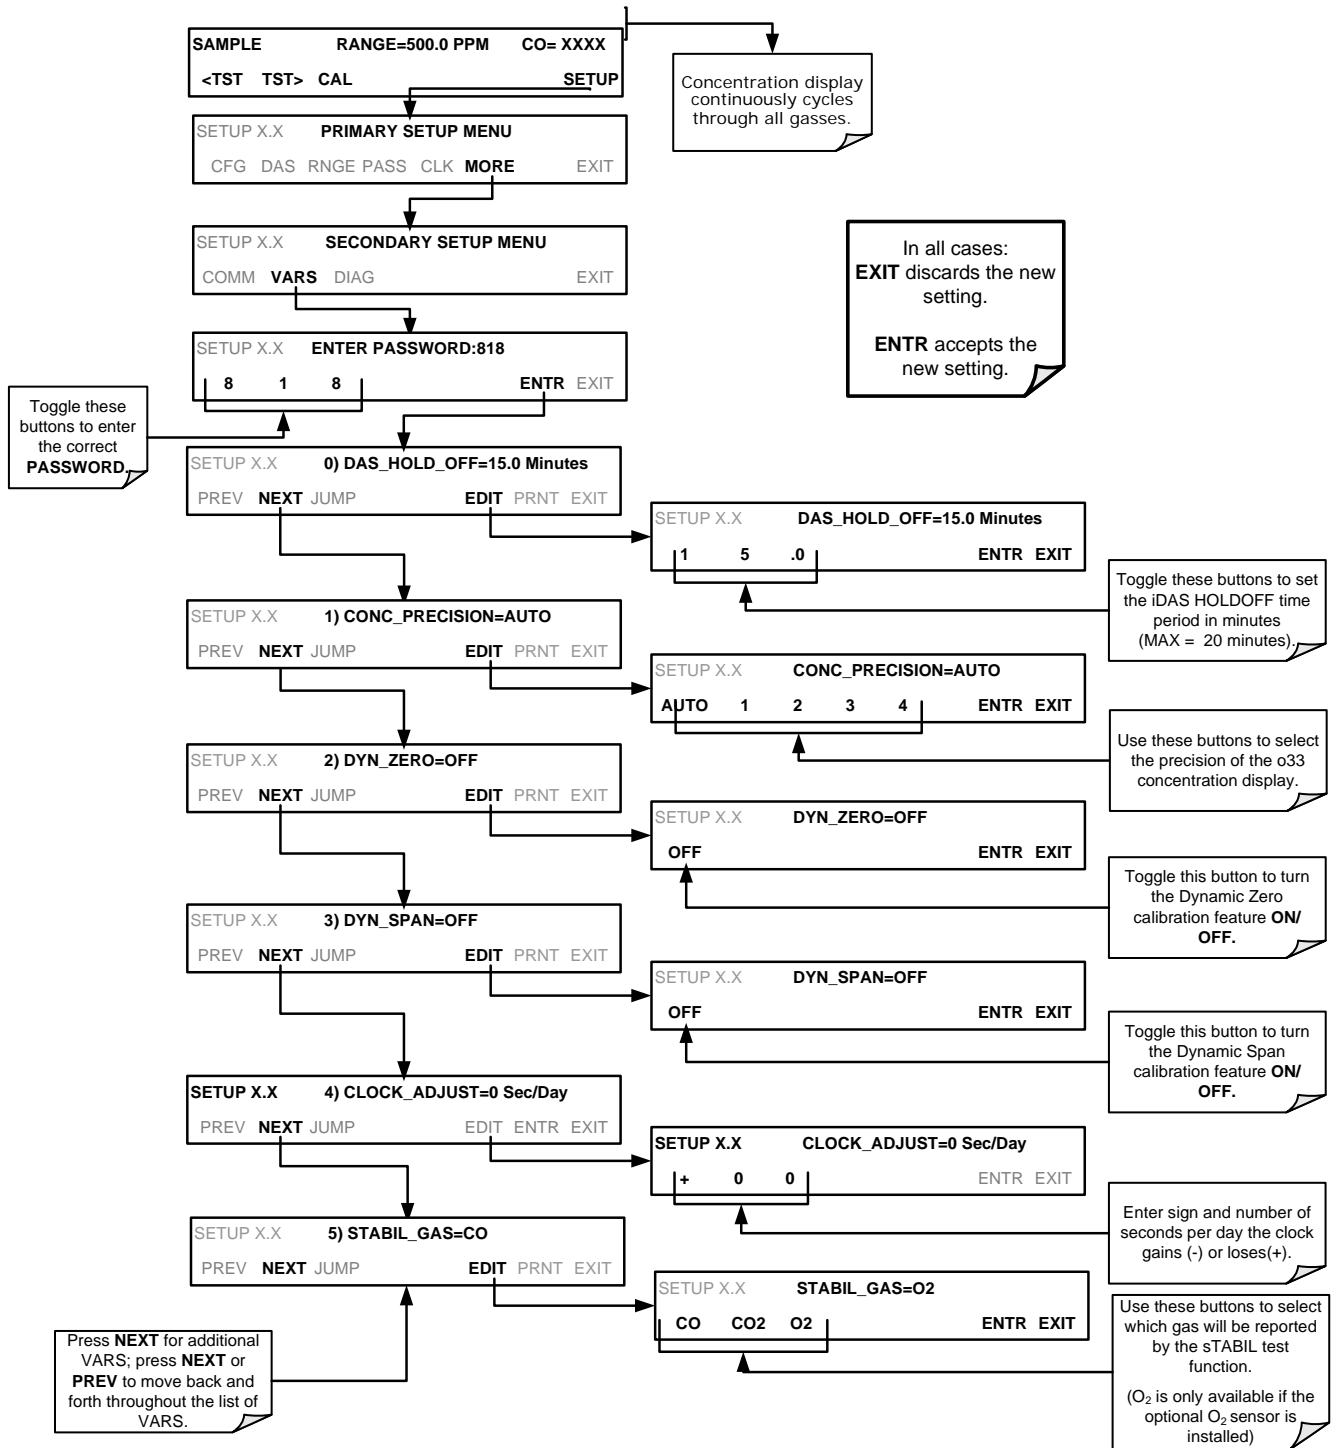 SAMPLE RANGE=500.0 PPM CO= XXXX
<TST TST> CAL SETUP
Concentration display
continuously cycles
through all gasses.
SETUP X.X PRIMARY SETUP MENU
CFG DAS RNGE PASS CLK MORE EXIT
SETUP X.X SECONDARY SETUP MENU
COMM VARS DIAG EXIT
In all cases:
EXIT discards the new
setting.
ENTR accepts the
new setting.
SETUP X.X ENTER PASSWORD:818
8 1 8 ENTR EXIT
Toggle these
buttons to enter
the correct
PASSWORD.
SETUP X.X 0) DAS_HOLD_OFF=15.0 Minutes
PREV NEXT JUMP EDIT PRNT EXIT
SETUP X.X DAS_HOLD_OFF=15.0 Minutes
1 5 .0 ENTR EXIT
Toggle these buttons to set
the iDAS HOLDOFF time
period in minutes
(MAX = 20 minutes).
SETUP X.X 1) CONC_PRECISION=AUTO
PREV NEXT JUMP EDIT PRNT EXIT
SETUP X.X CONC_PRECISION=AUTO
AUTO 1 2 3 4 ENTR EXIT
Use these buttons to select
the precision of the o33
concentration display.
SETUP X.X 2) DYN_ZERO=OFF
PREV NEXT JUMP EDIT PRNT EXIT
SETUP X.X DYN_ZERO=OFF
OFF ENTR EXIT
Toggle this button to turn
the Dynamic Zero
calibration feature ON/
OFF.
SETUP X.X 3) DYN_SPAN=OFF
PREV NEXT JUMP EDIT PRNT EXIT
SETUP X.X DYN_SPAN=OFF
OFF ENTR EXIT
Toggle this button to turn
the Dynamic Span
calibration feature ON/
OFF.
SETUP X.X 4) CLOCK_ADJUST=0 Sec/Day
PREV NEXT JUMP EDIT ENTR EXIT
SETUP X.X CLOCK_ADJUST=0 Sec/Day
+ 0 0 ENTR EXIT
Enter sign and number of
seconds per day the clock
gains (-) or loses(+).
SETUP X.X 5) STABIL_GAS=CO
PREV NEXT JUMP EDIT PRNT EXIT
SETUP X.X STABIL_GAS=O2
CO CO2 O2 ENTR EXIT
Use these buttons to select
which gas will be reported
by the sTABIL test
function.
(O2 is only available if the
optional O2 sensor is
installed)
Press NEXT for additional
VARS; press NEXT or
PREV to move back and
forth throughout the list of
VARS.